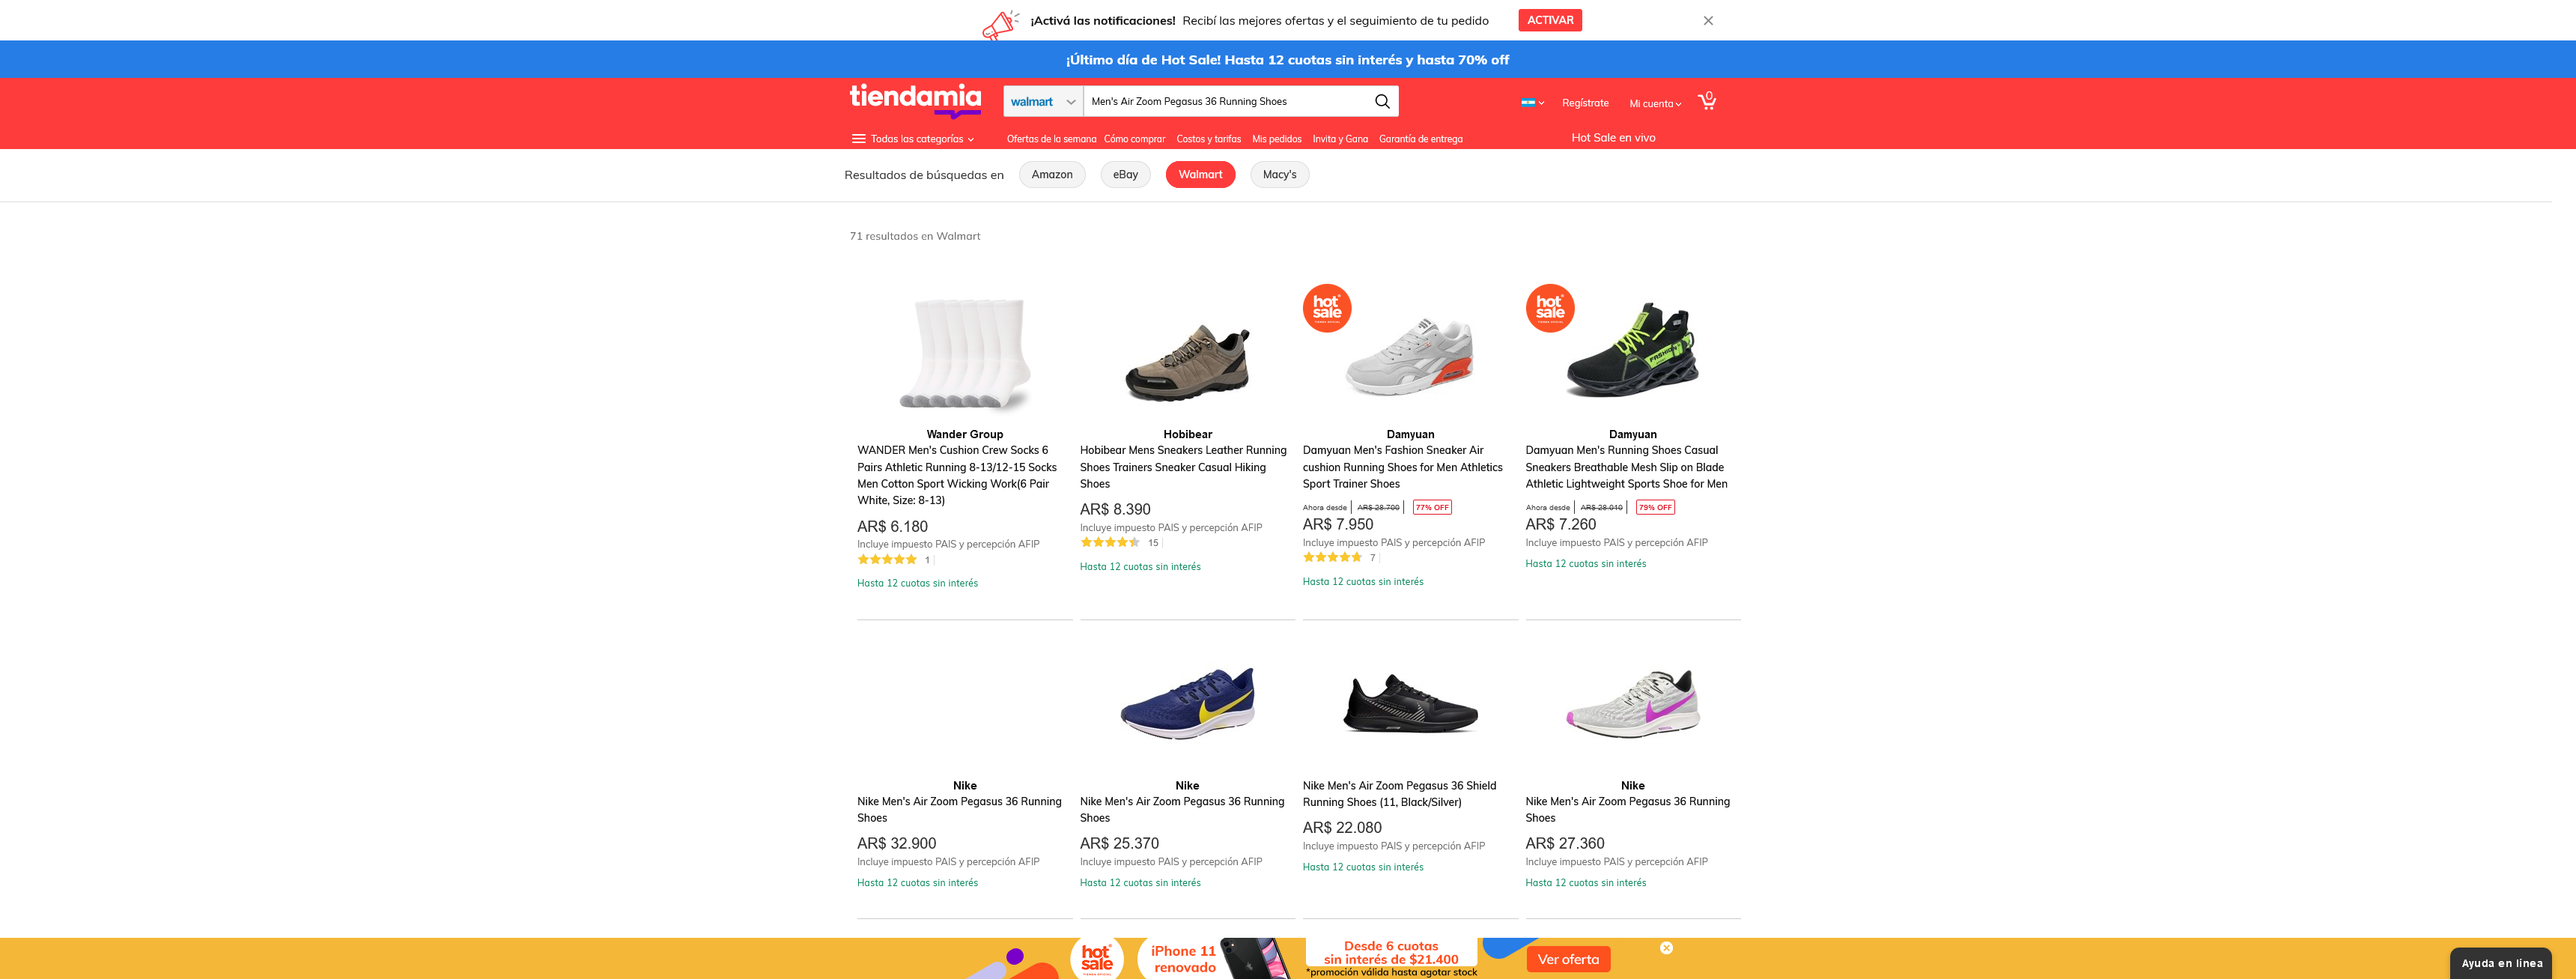 ¡Activá las notificaciones! Recibí las mejores ofertas y el seguimiento de tu pedido ACTIVAR
¡Último día de Hot Sale! Hasta 12 cuotas sin interés y hasta 70% off
tiendamia walmart Men's Air Zoom Pegasus 36 Running Shoes Regístrate Mi cuenta 0
Todas las categorías Ofertas de la semana Cómo comprar Costos y tarifas Mis pedidos Invita y Gana Garantía de entrega Hot Sale en vivo
Resultados de búsquedas en Amazon eBay Walmart Macy's
71 resultados en Walmart
Wander Group
WANDER Men's Cushion Crew Socks 6
Pairs Athletic Running 8-13/12-15 Socks
Men Cotton Sport Wicking Work(6 Pair
White, Size: 8-13)
AR$ 6.180
Incluye impuesto PAIS y percepción AFIP
1
Hasta 12 cuotas sin interés
Hobibear
Hobibear Mens Sneakers Leather Running
Shoes Trainers Sneaker Casual Hiking
Shoes
AR$ 8.390
Incluye impuesto PAIS y percepción AFIP
15
Hasta 12 cuotas sin interés
hot
sale
Damyuan
Damyuan Men's Fashion Sneaker Air
cushion Running Shoes for Men Athletics
Sport Trainer Shoes
Ahora desde AR$ 28.700 77% OFF
AR$ 7.950
Incluye impuesto PAIS y percepción AFIP
7
Hasta 12 cuotas sin interés
hot
sale
FASHION
Damyuan
Damyuan Men's Running Shoes Casual
Sneakers Breathable Mesh Slip on Blade
Athletic Lightweight Sports Shoe for Men
Ahora desde AR$ 28.010 79% OFF
AR$ 7.260
Incluye impuesto PAIS y percepción AFIP
Hasta 12 cuotas sin interés
Nike
Nike Men's Air Zoom Pegasus 36 Running
Shoes
AR$ 32.900
Incluye impuesto PAIS y percepción AFIP
Hasta 12 cuotas sin interés
Nike
Nike Men's Air Zoom Pegasus 36 Running
Shoes
AR$ 25.370
Incluye impuesto PAIS y percepción AFIP
Hasta 12 cuotas sin interés
Nike Men's Air Zoom Pegasus 36 Shield
Running Shoes (11, Black/Silver)
AR$ 22.080
Incluye impuesto PAIS y percepción AFIP
Hasta 12 cuotas sin interés
Nike
Nike Men's Air Zoom Pegasus 36 Running
Shoes
AR$ 27.360
Incluye impuesto PAIS y percepción AFIP
Hasta 12 cuotas sin interés
hot
sale
iPhone 11
renovado
Desde 6 cuotas
sin interés de $21.400
*promoción válida hasta agotar stock
Ver oferta
Ayuda en línea